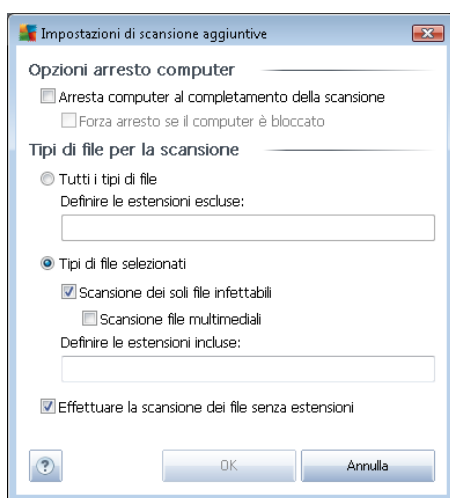 Impostazioni di scansione aggiuntive
Opzioni arresto computer
Arresta computer al completamento della scansione
Forza arresto se il computer è bloccato
Tipi di file per la scansione
Tutti i tipi di file
Definire le estensioni escluse:
Tipi di file selezionati
Scansione dei soli file infettabili
Scansione file multimediali
Definire le estensioni incluse:
Effettuare la scansione dei file senza estensioni
? OK Annulla